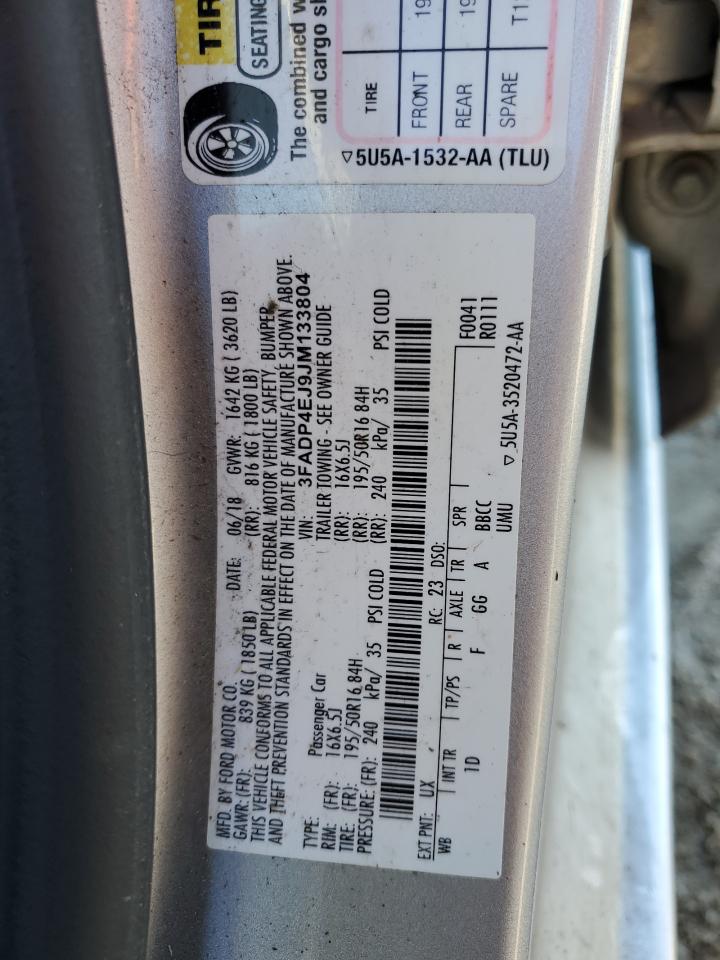 TIR
SEATING
The combined w
and cargo sh
TIRE
FRONT 19
REAR 19
SPARE T1
▽5U5A-1532-AA (TLU)
MFD. BY FORD MOTOR CO. DATE: 06/18 GVWR: 1642 KG ( 3620 LB)
GAWR: (FR): 839 KG ( 1850 LB) (RR): 816 KG ( 1800 LB)
THIS VEHICLE CONFORMS TO ALL APPLICABLE FEDERAL MOTOR VEHICLE SAFETY, BUMPER,
AND THEFT PREVENTION STANDARDS IN EFFECT ON THE DATE OF MANUFACTURE SHOWN ABOVE.
VIN: 3FADP4EJ9JM133804
TYPE: Passenger Car TRAILER TOWING - SEE OWNER GUIDE
RIM: (FR): 16X6.5J (RR): 16X6.5J
TIRE: (FR): 195/50R16 84H (RR): 195/50R16 84H
PRESSURE: (FR): 240 kPa/ 35 PSI COLD (RR): 240 kPa/ 35 PSI COLD
EXT PNT: UX RC: 23 DSO: F0041
WB INT TR TP/PS R AXLE TR SPR R0111
1D F GG A BBCC
UMU
▽ 5U5A-3520472-AA